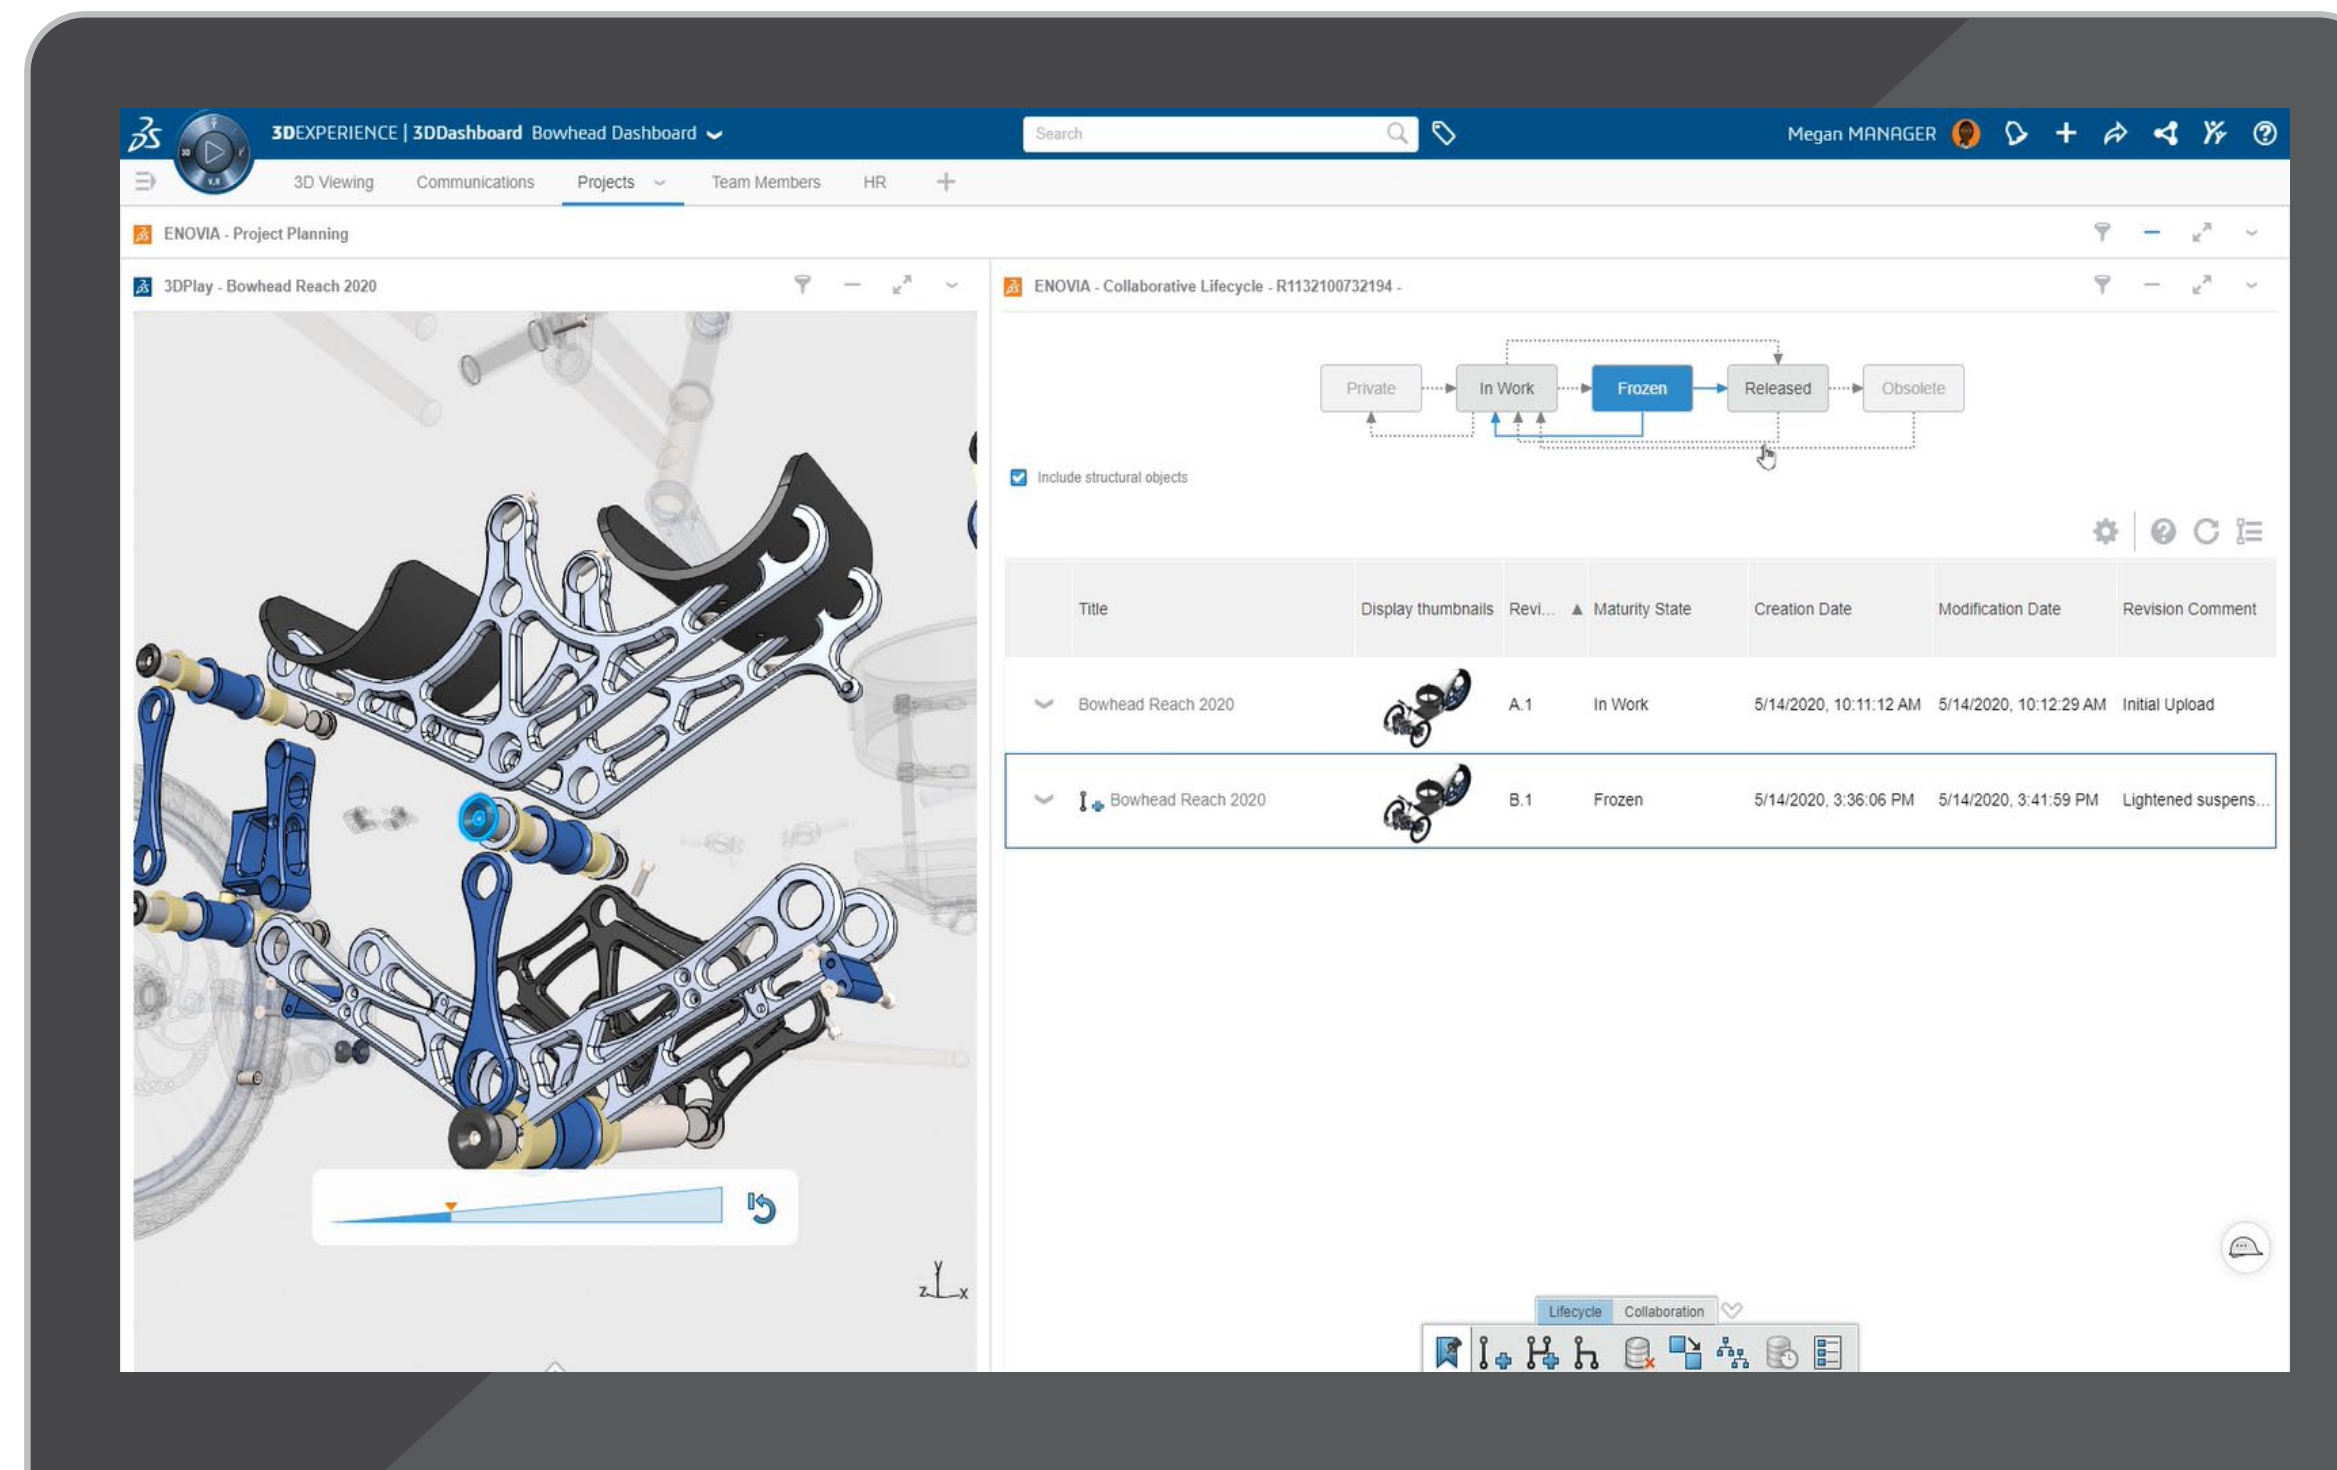 3DEXPERIENCE | 3DDashboard Bowhead Dashboard
Search
Megan MANAGER
3D
V.R
3D Viewing
Communications
Projects
Team Members
HR
ENOVIA - Project Planning
3DPlay - Bowhead Reach 2020
ENOVIA - Collaborative Lifecycle - R1132100732194 -
Private
In Work
Frozen
Released
Obsolete
Include structural objects
Title Display thumbnails Revi... Maturity State Creation Date Modification Date Revision Comment
Bowhead Reach 2020 A.1 In Work 5/14/2020, 10:11:12 AM 5/14/2020, 10:12:29 AM Initial Upload
Bowhead Reach 2020 B.1 Frozen 5/14/2020, 3:36:06 PM 5/14/2020, 3:41:59 PM Lightened suspens...
y
z x
Lifecycle Collaboration